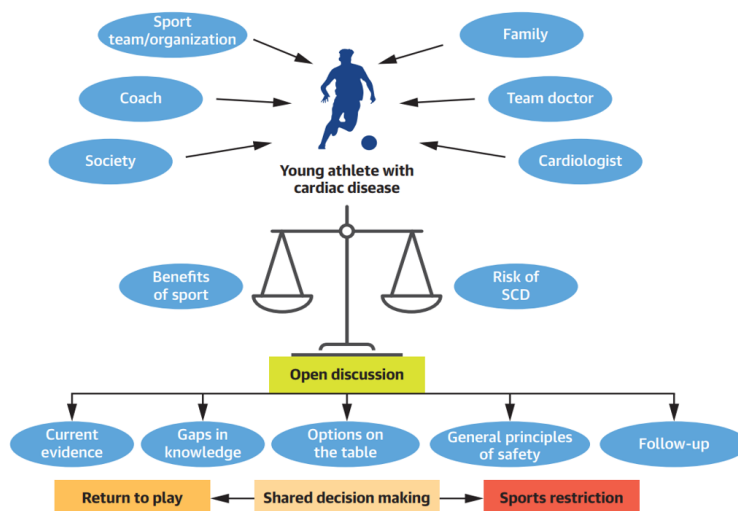 Sport
team/organization
Family
Coach
Team doctor
Society
Cardiologist
Young athlete with
cardiac disease
Benefits
of sport
Risk of
SCD
Open discussion
Current
evidence
Gaps in
knowledge
Options on
the table
General principles
of safety
Follow-up
Return to play
Shared decision making
Sports restriction